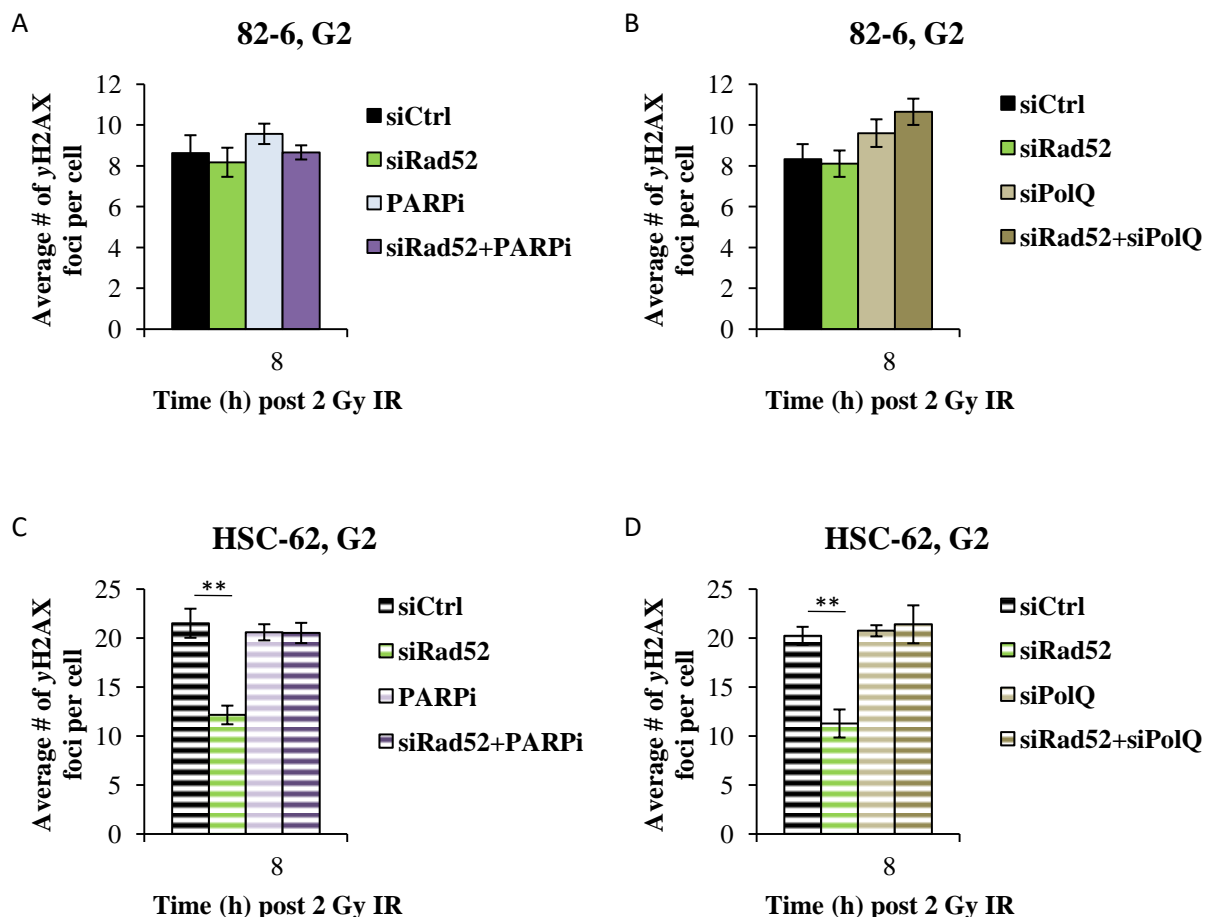 A
82-6, G2
Average # of γH2AX
foci per cell
12
10
8
6
4
2
0
8
Time (h) post 2 Gy IR
siCtrl
siRad52
PARPi
siRad52+PARPi
B
82-6, G2
Average # of γH2AX
foci per cell
12
10
8
6
4
2
0
8
Time (h) post 2 Gy IR
siCtrl
siRad52
siPolQ
siRad52+siPolQ
C
HSC-62, G2
Average # of γH2AX
foci per cell
25
20
15
10
5
0
**
8
Time (h) post 2 Gy IR
siCtrl
siRad52
PARPi
siRad52+PARPi
D
HSC-62, G2
Average # of γH2AX
foci per cell
25
20
15
10
5
0
**
8
Time (h) post 2 Gy IR
siCtrl
siRad52
siPolQ
siRad52+siPolQ